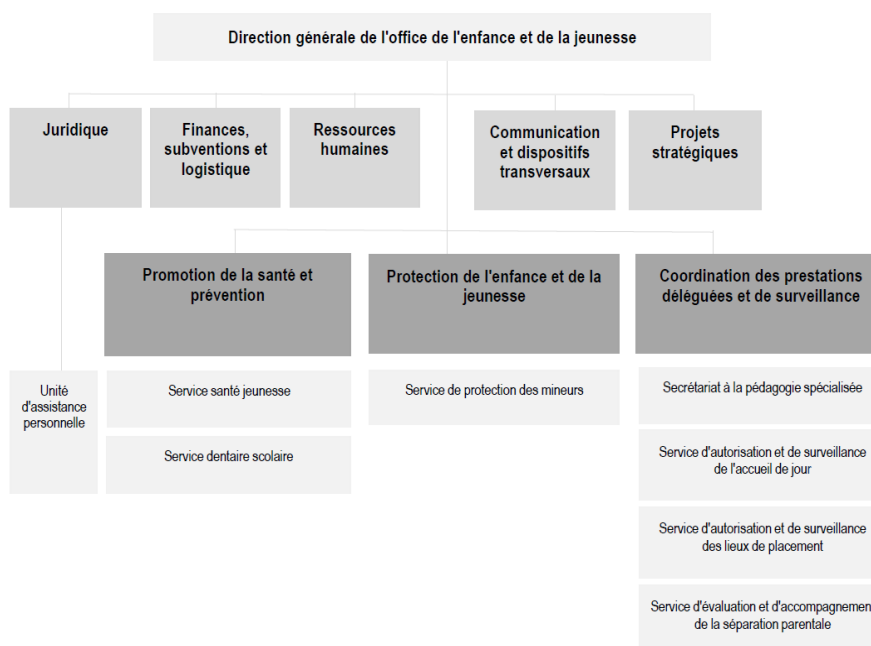 Direction générale de l'office de l'enfance et de la jeunesse
Juridique
Finances,
subventions et
logistique
Ressources
humaines
Communication
et dispositifs
transversaux
Projets
stratégiques
Promotion de la santé et
prévention
Protection de l'enfance et de la
jeunesse
Coordination des prestations
déléguées et de surveillance
Unité
d'assistance
personnelle
Service santé jeunesse
Service dentaire scolaire
Service de protection des mineurs
Secrétariat à la pédagogie spécialisée
Service d'autorisation et de surveillance
de l'accueil de jour
Service d'autorisation et de surveillance
des lieux de placement
Service d'évaluation et d'accompagnemen
de la séparation parentale